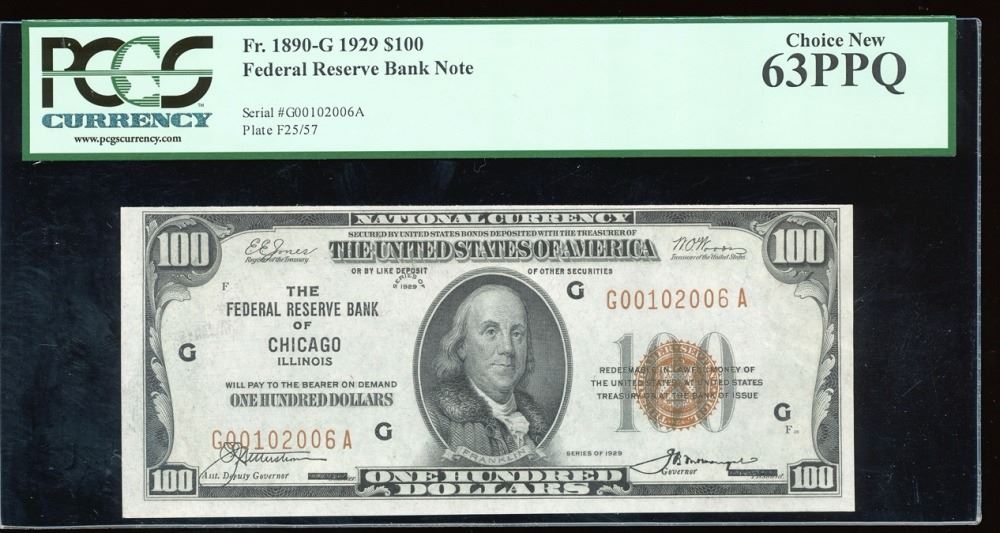 PCGS
CURRENCY
www.pcgscurrency.com
Fr. 1890-G 1929 $100
Federal Reserve Bank Note
Serial #G00102006A
Plate F25/57
Choice New
63PPQ
NATIONAL CURRENCY
SECURED BY UNITED STATES BONDS DEPOSITED WITH THE TREASURER OF
THE UNITED STATES OF AMERICA
OR BY LIKE DEPOSIT OF OTHER SECURITIES
100
100
E E Jones
Register of the Treasury.
Treasurer of the United States.
SERIES OF
1929
F
THE
FEDERAL RESERVE BANK
OF
CHICAGO
ILLINOIS
G
WILL PAY TO THE BEARER ON DEMAND
ONE HUNDRED DOLLARS
G00102006 A
G
Asst. Deputy Governor
G
G00102006 A
100
REDEEMABLE IN LAWFUL MONEY OF
THE UNITED STATES AT UNITED STATES
TREASURY OR AT THE BANK OF ISSUE
G
F
FRANKLIN
SERIES OF 1929
Governor
100
ONE HUNDRED
DOLLARS
100